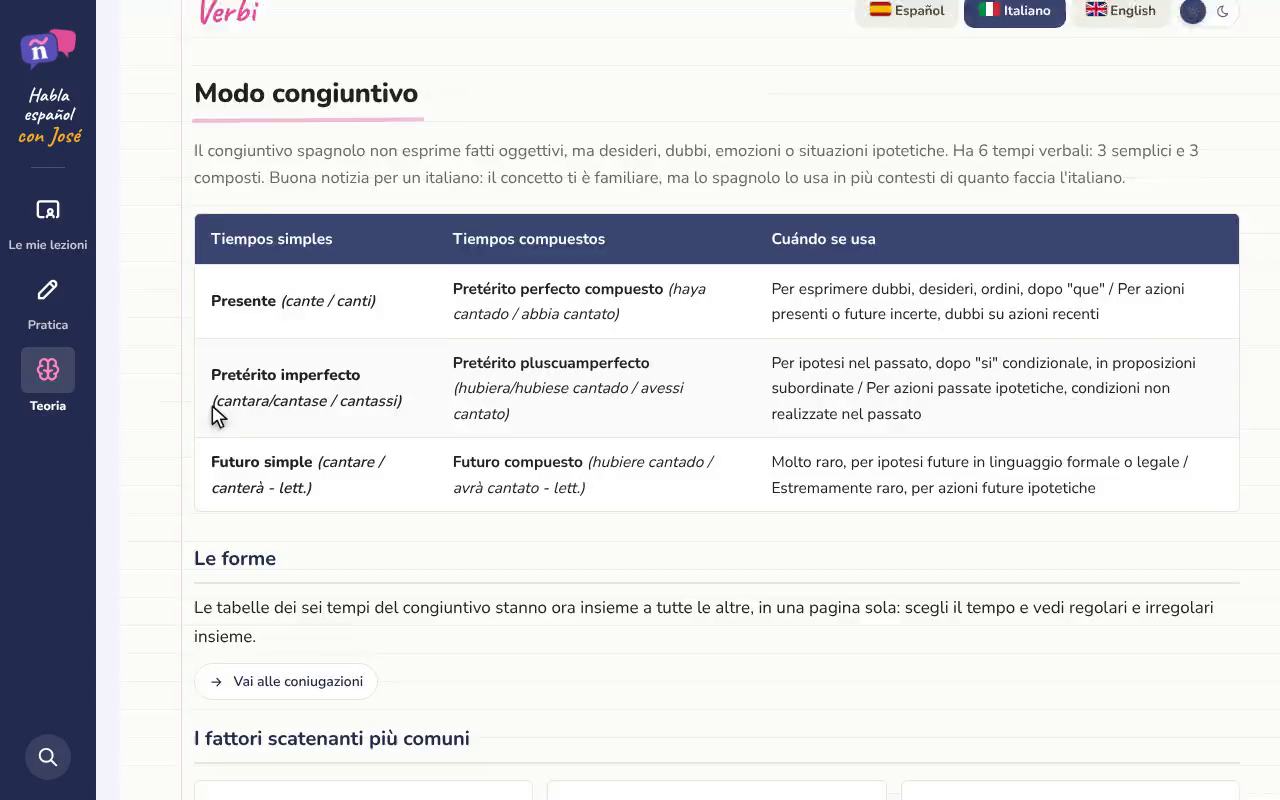 ñ
Habla
español
con José
Le mie lezioni
Pratica
Teoria
Verbi
Español
Italiano
English
Modo congiuntivo
Il congiuntivo spagnolo non esprime fatti oggettivi, ma desideri, dubbi, emozioni o situazioni ipotetiche. Ha 6 tempi verbali: 3 semplici e 3
composti. Buona notizia per un italiano: il concetto ti è familiare, ma lo spagnolo lo usa in più contesti di quanto faccia l'italiano.
Tiempos simples
Tiempos compuestos
Cuándo se usa
Presente (cante / canti)
Pretérito perfecto compuesto (haya
cantado / abbia cantato)
Per esprimere dubbi, desideri, ordini, dopo "que" / Per azioni
presenti o future incerte, dubbi su azioni recenti
Pretérito imperfecto
(cantara/cantase / cantassi)
Pretérito pluscuamperfecto
(hubiera/hubiese cantado / avessi
cantato)
Per ipotesi nel passato, dopo "si" condizionale, in proposizioni
subordinate / Per azioni passate ipotetiche, condizioni non
realizzate nel passato
Futuro simple (cantare /
canterà - lett.)
Futuro compuesto (hubiere cantado /
avrà cantato - lett.)
Molto raro, per ipotesi future in linguaggio formale o legale /
Estremamente raro, per azioni future ipotetiche
Le forme
Le tabelle dei sei tempi del congiuntivo stanno ora insieme a tutte le altre, in una pagina sola: scegli il tempo e vedi regolari e irregolari
insieme.
→ Vai alle coniugazioni
I fattori scatenanti più comuni